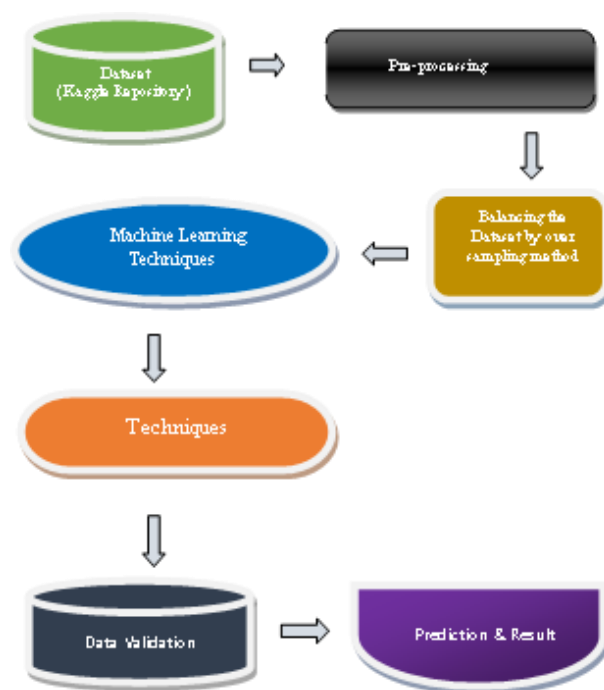 Dataset
(Kaggle Repository)
Pre-processing
Balancing the
Dataset by over
sampling method
Machine Learning
Techniques
Techniques
Data Validation
Prediction & Result